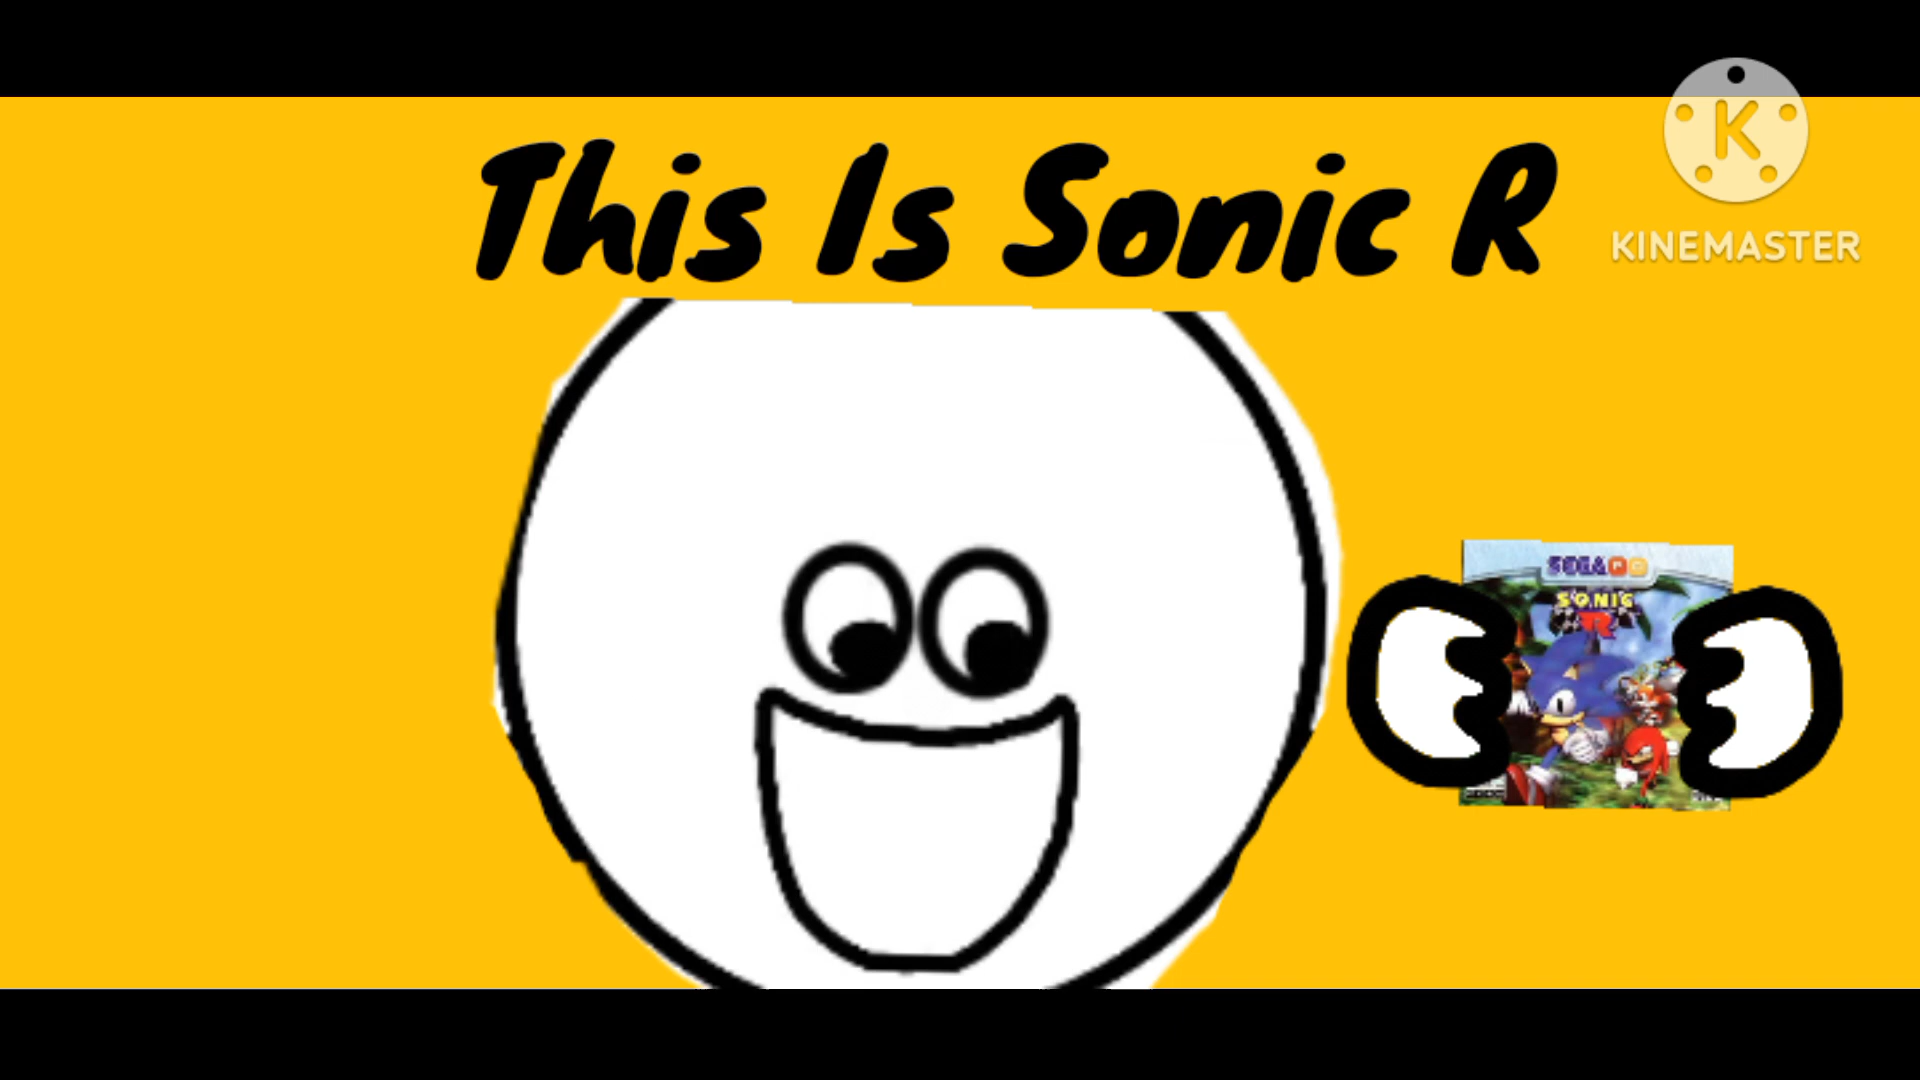 This Is Sonic R
KINEMASTER
SEGA PC
SONIC
R